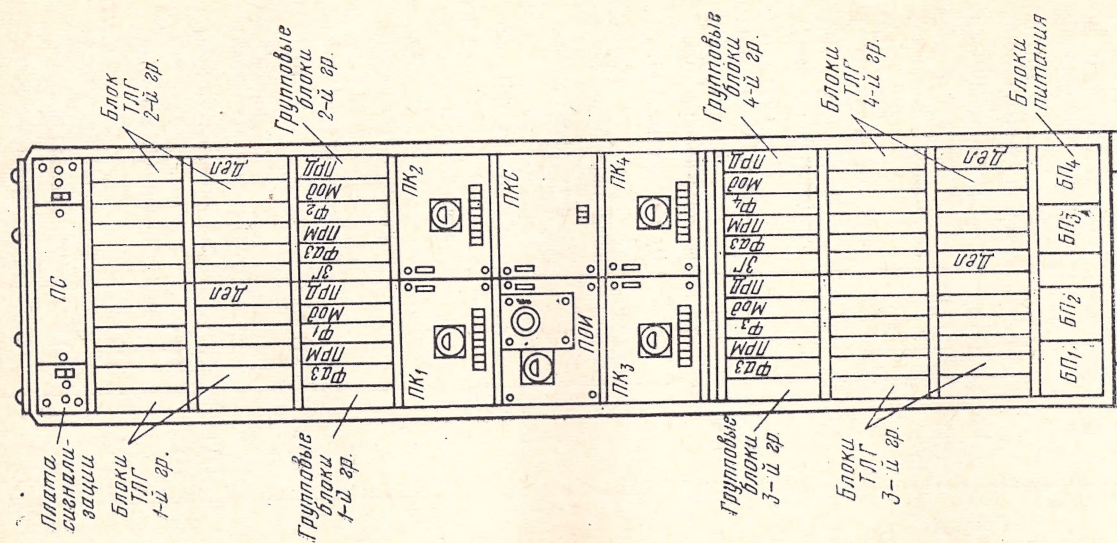 Плата
сигнали-
зации
Блоки
ТЛГ
1-й гр.
Групповые
блоки
1-й гр.
Групповые
блоки
3-й гр.
Блоки
ТЛГ
3-й гр.
ПС
Дел
Дел
Фаз
ПРМ
Ф1
Мод
ПРД
ЗГ
Фаз
ПРМ
Ф2
Мод
ПРД
ПК1
ПК2
ПОИ
ПКС
ПК3
ПК4
Фаз
ПРМ
Ф3
Мод
ПРД
ЗГ
Фаз
ПРМ
Ф4
Мод
ПРД
Дел
Дел
БП1
БП2
БП3
БП4
Блок
ТЛГ
2-й гр.
Групповые
блоки
2-й гр.
Групповые
блоки
4-й гр.
Блоки
ТЛГ
4-й гр.
Блоки
питания